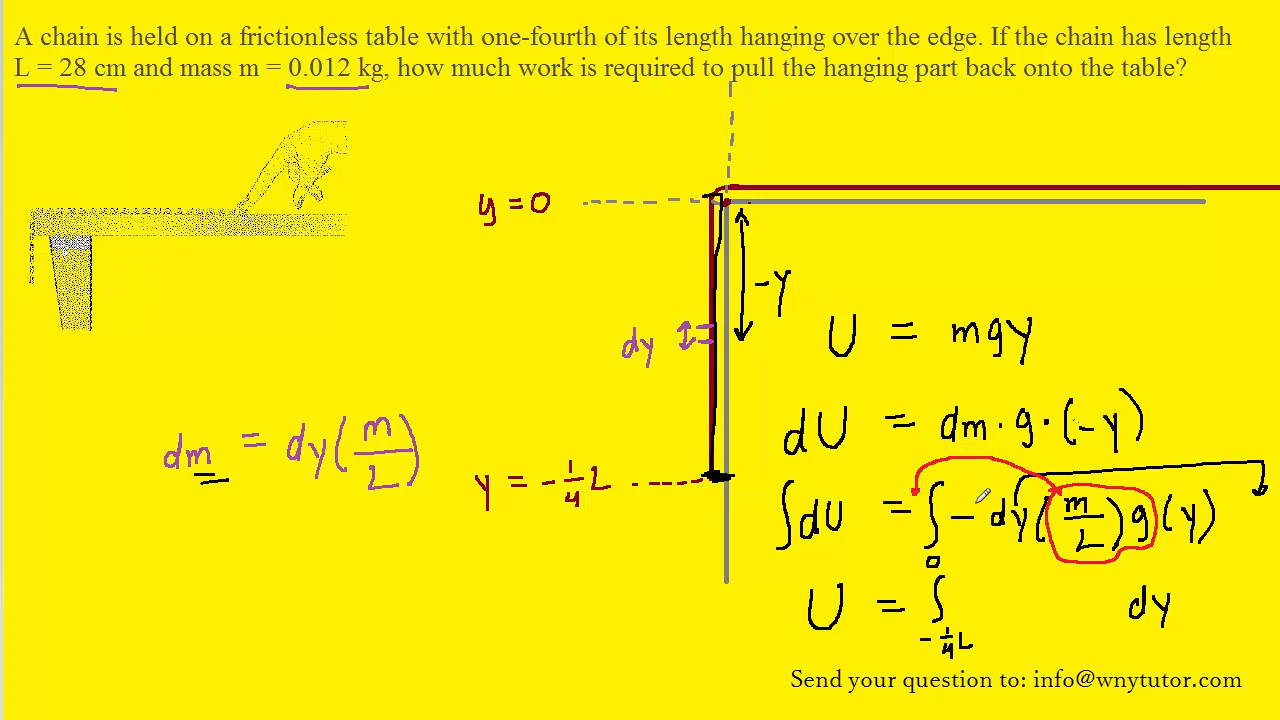 A chain is held on a frictionless table with one-fourth of its length hanging over the edge. If the chain has length
L = 28 cm and mass m = 0.012 kg, how much work is required to pull the hanging part back onto the table?
y = 0
-y
dy
U = mgy
dU = dm · g · (-y)
dm = dy(m/L)
y = -1/4 L
∫dU = ∫ - dy(m/L)g(y)
U = ∫ 0 -1/4 L dy
Send your question to: info@wnytutor.com